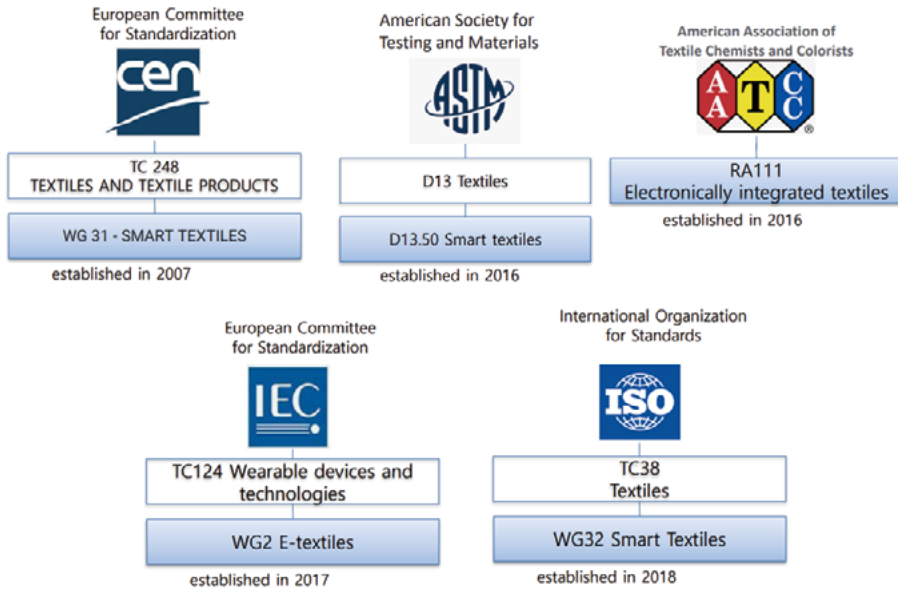 European Committee
for Standardization
cen
TC 248
TEXTILES AND TEXTILE PRODUCTS
WG 31 - SMART TEXTILES
established in 2007
American Society for
Testing and Materials
ASTM
D13 Textiles
D13.50 Smart textiles
established in 2016
American Association of
Textile Chemists and Colorists
AATCC®
RA111
Electronically integrated textiles
established in 2016
European Committee
for Standardization
IEC
TC124 Wearable devices and
technologies
WG2 E-textiles
established in 2017
International Organization
for Standards
ISO
TC38
Textiles
WG32 Smart Textiles
established in 2018